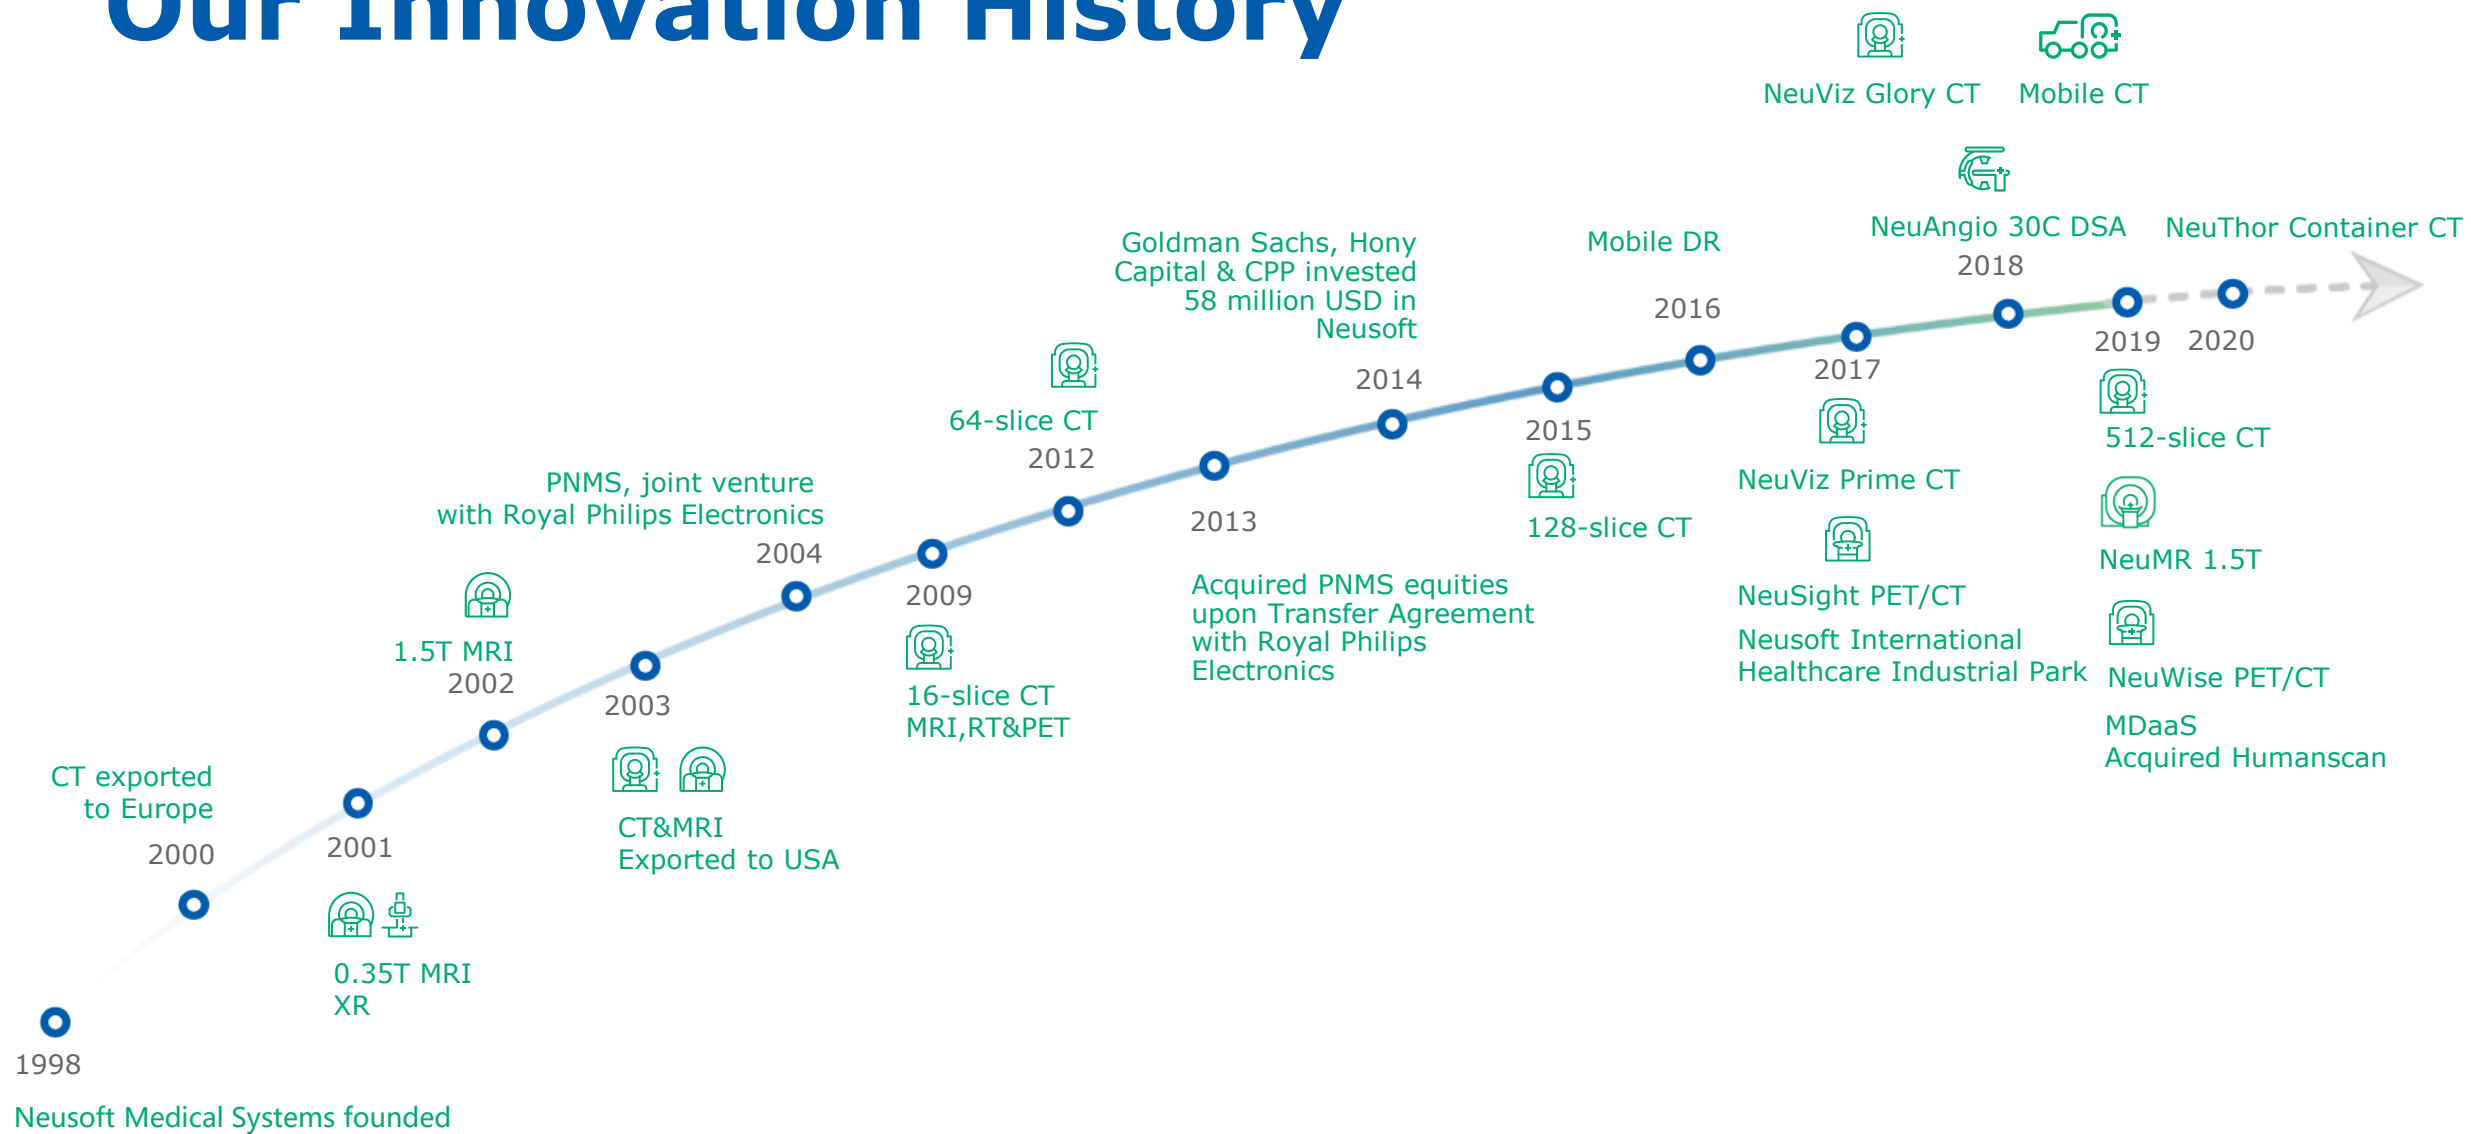 Our Innovation History
NeuViz Glory CT
Mobile CT
NeuAngio 30C DSA
2018
NeuThor Container CT
Goldman Sachs, Hony
Capital & CPP invested
58 million USD in
Neusoft
2014
Mobile DR
2016
2017
NeuViz Prime CT
NeuSight PET/CT
Neusoft International
Healthcare Industrial Park
2019
2020
512-slice CT
NeuMR 1.5T
NeuWise PET/CT
MDaaS
Acquired Humanscan
64-slice CT
2012
2015
128-slice CT
PNMS, joint venture
with Royal Philips Electronics
2004
2013
Acquired PNMS equities
upon Transfer Agreement
with Royal Philips
Electronics
2009
16-slice CT
MRI,RT&PET
1.5T MRI
2002
2003
CT&MRI
Exported to USA
CT exported
to Europe
2000
2001
0.35T MRI
XR
1998
Neusoft Medical Systems founded